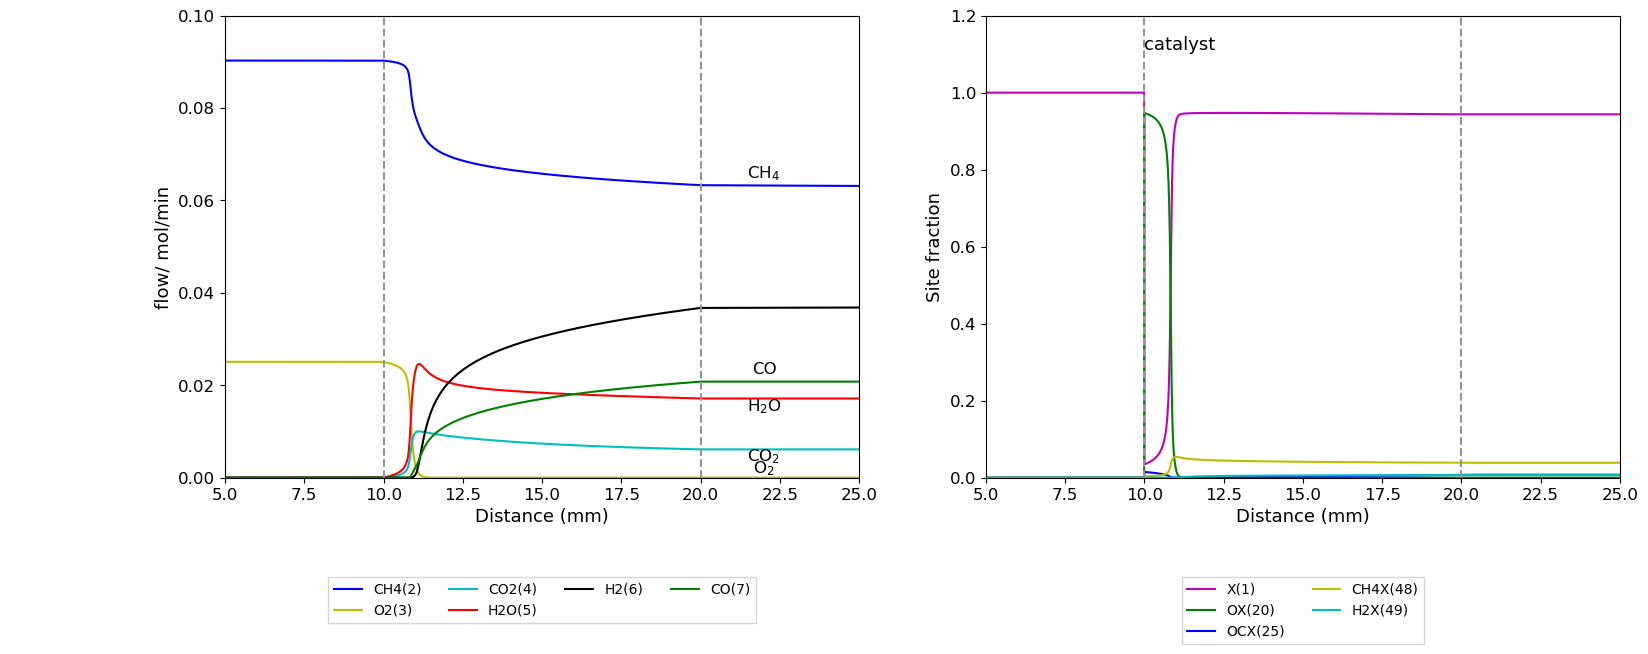 0.10
0.08
0.06
0.04
0.02
0.00
flow/ mol/min
CH₄
CO
H₂O
CO₂
O₂
5.0 7.5 10.0 12.5 15.0 17.5 20.0 22.5 25.0
Distance (mm)
CH4(2) CO2(4) H2(6) CO(7)
O2(3) H2O(5)
1.2
1.0
0.8
0.6
0.4
0.2
0.0
Site fraction
catalyst
5.0 7.5 10.0 12.5 15.0 17.5 20.0 22.5 25.0
Distance (mm)
X(1) CH4X(48)
OX(20) H2X(49)
OCX(25)